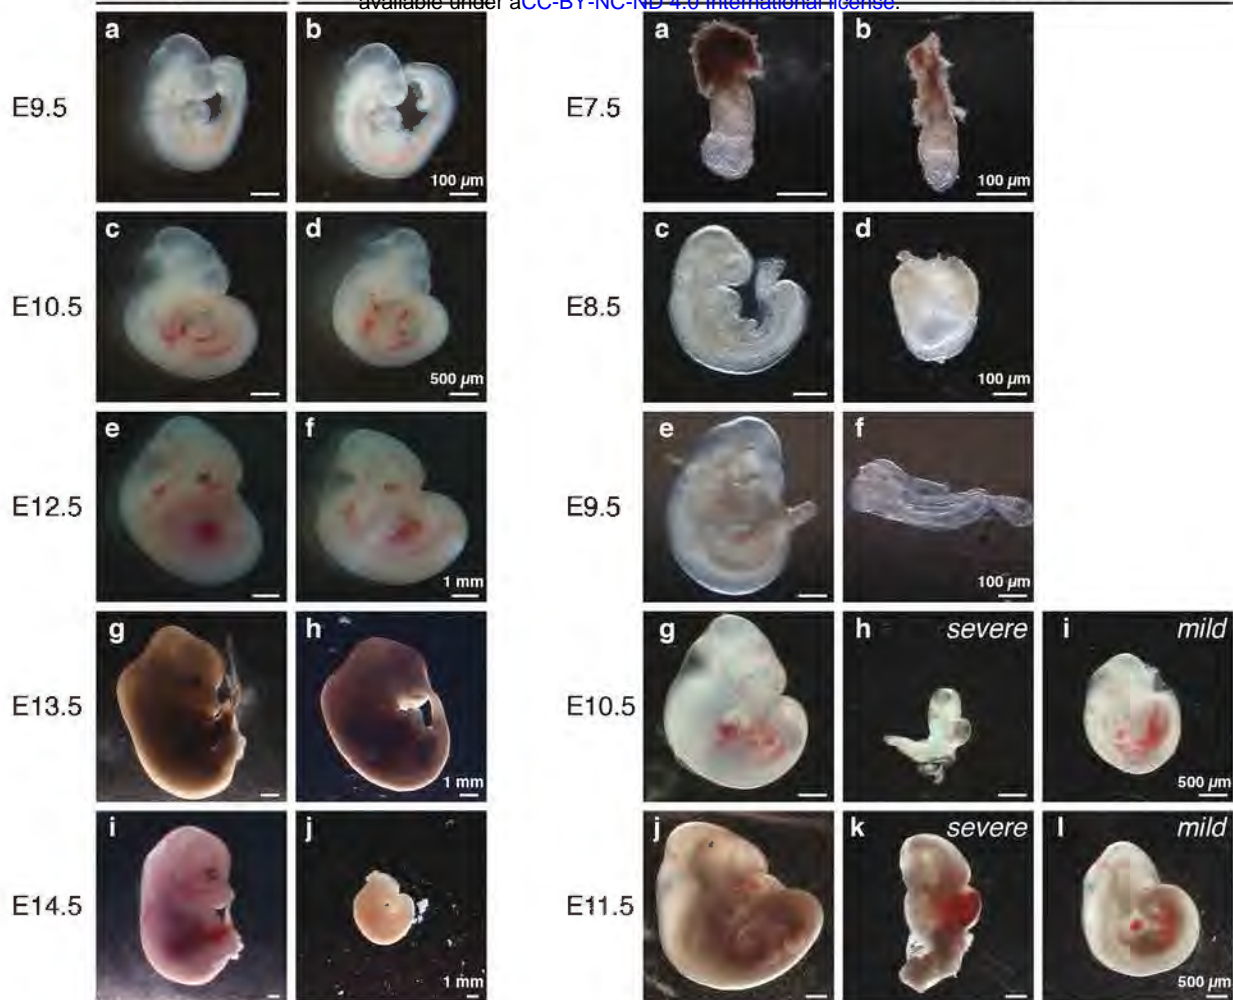 available under aCC-BY-NC-ND 4.0 International license.
a
b
E9.5
100 µm
c
d
E10.5
500 µm
e
f
E12.5
1 mm
g
h
E13.5
1 mm
i
j
E14.5
1 mm
a
b
E7.5
100 µm
c
d
E8.5
100 µm
e
f
E9.5
100 µm
g
h severe
i mild
E10.5
500 µm
j
k severe
l mild
E11.5
500 µm